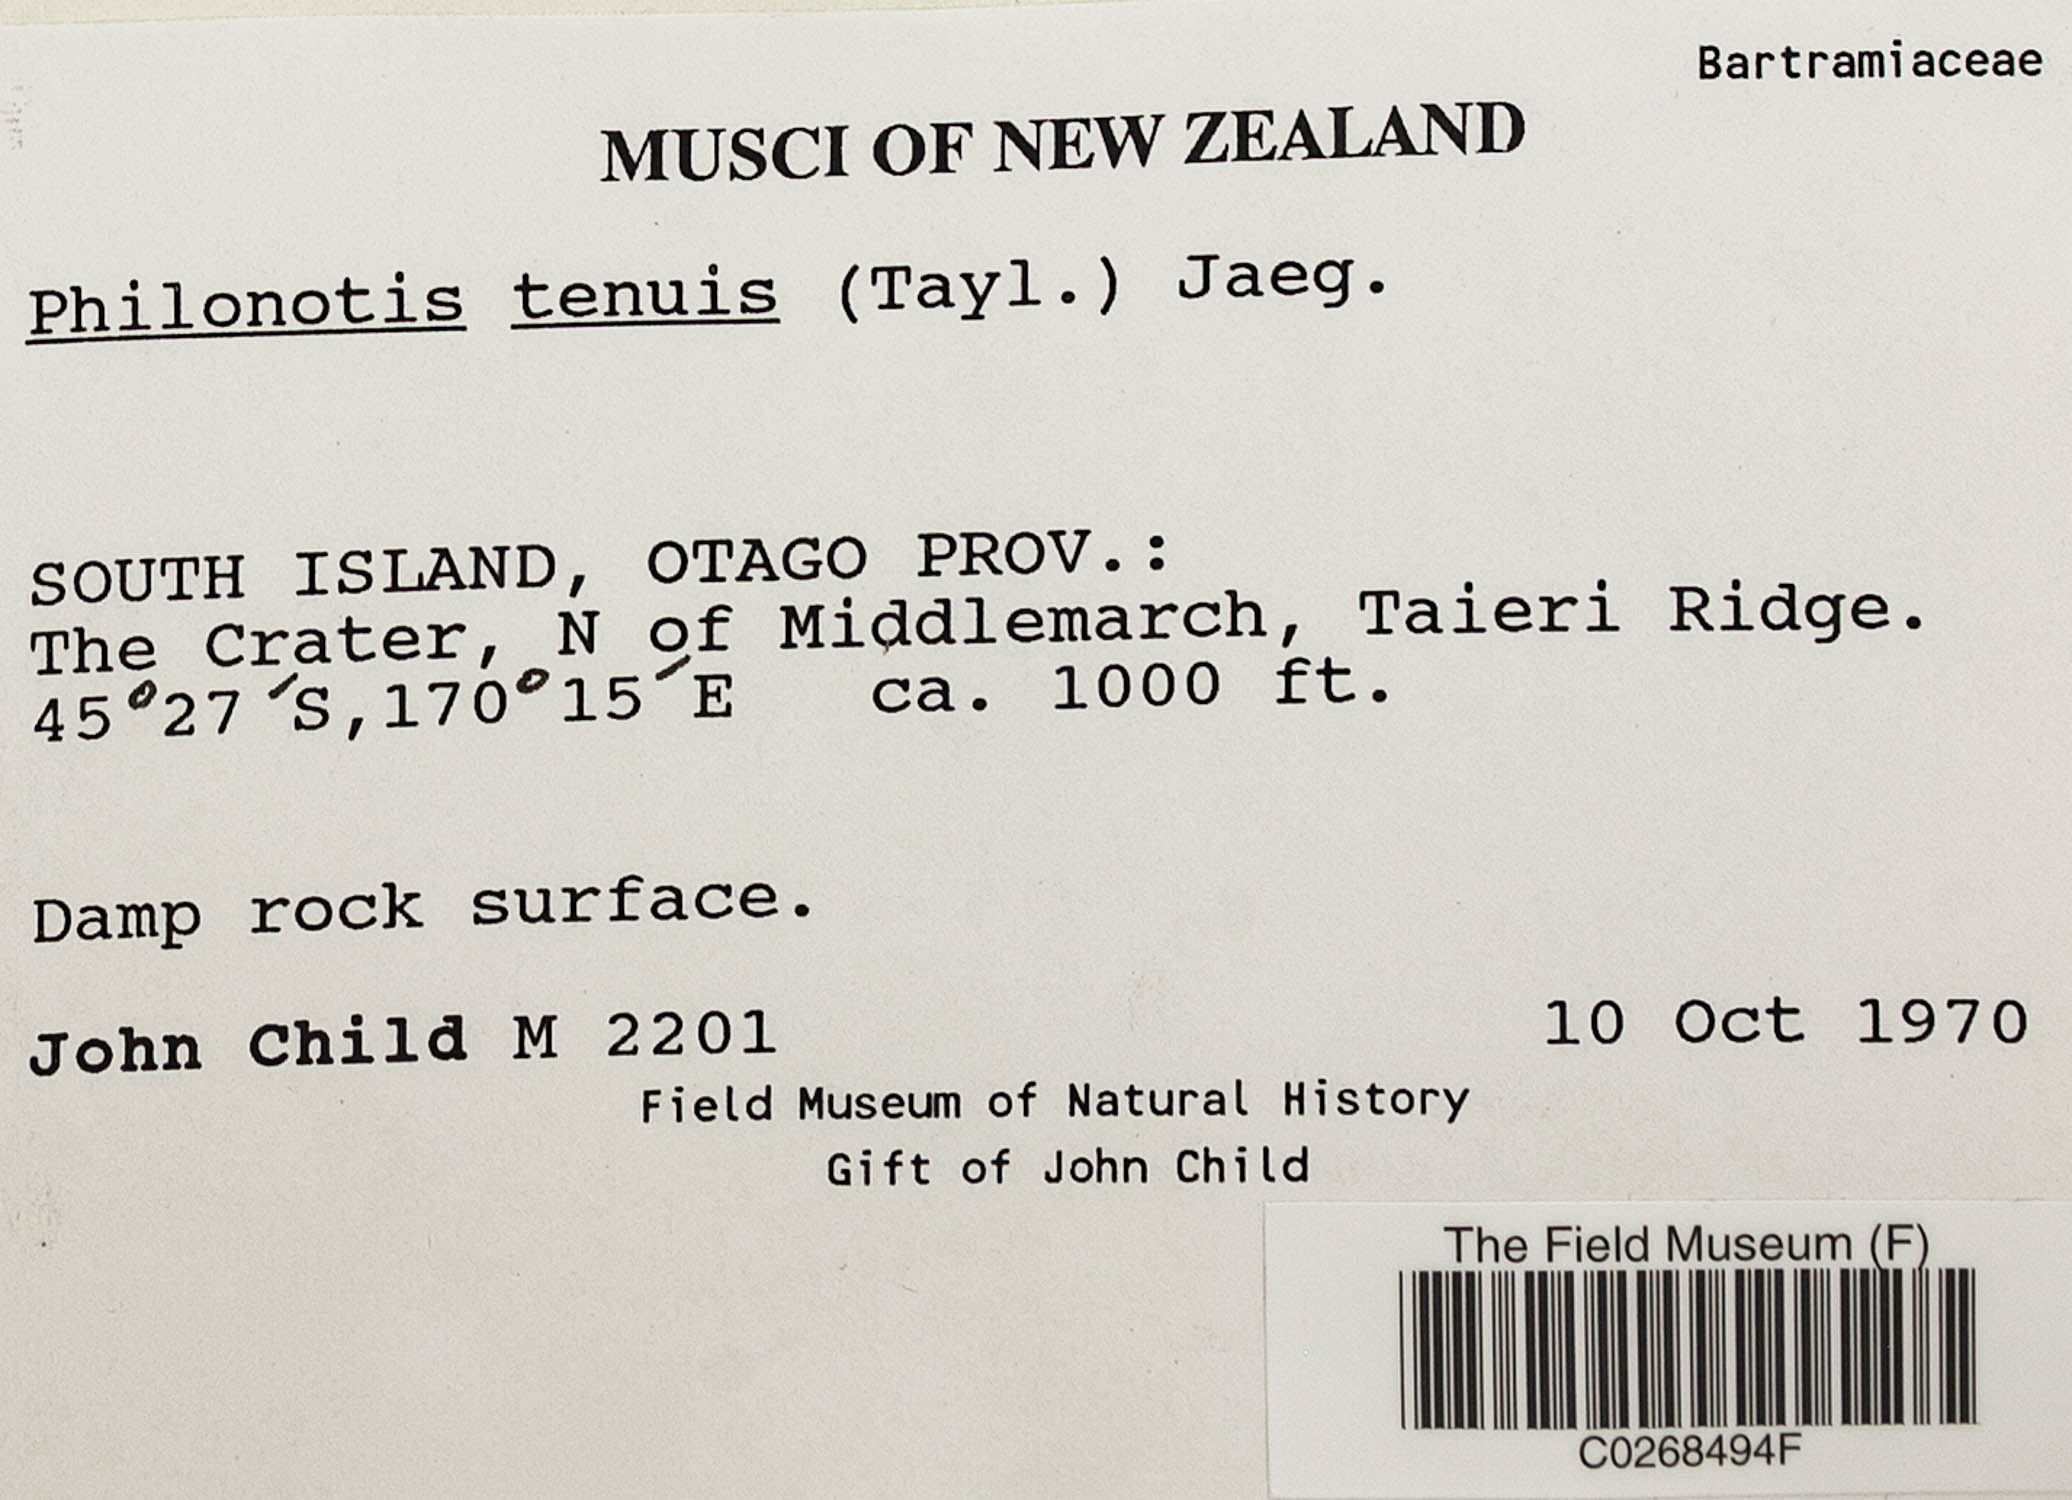 Bartramiaceae
MUSCI OF NEW ZEALAND
Philonotis tenuis (Tayl.) Jaeg.
SOUTH ISLAND, OTAGO PROV.:
The Crater, N of Middlemarch, Taieri Ridge.
45°27´S,170°15´E ca. 1000 ft.
Damp rock surface.
John Child M 2201 10 Oct 1970
Field Museum of Natural History
Gift of John Child
The Field Museum (F)
C0268494F